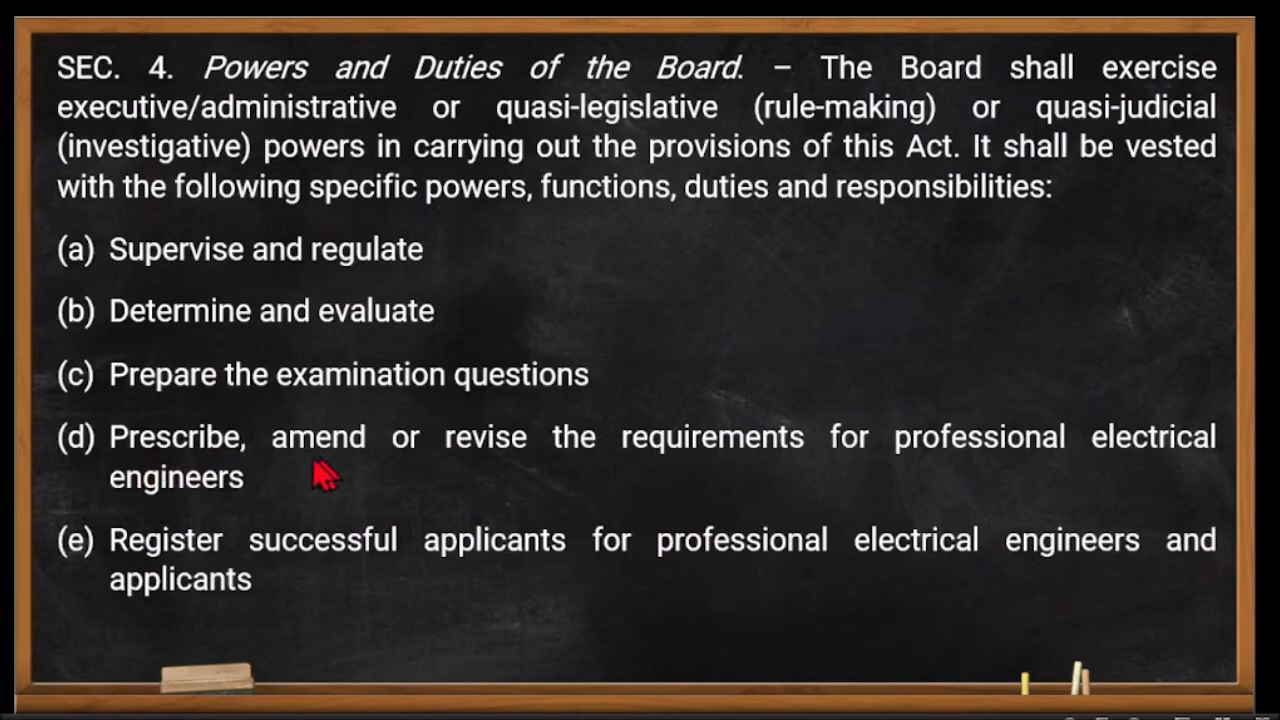 SEC. 4. Powers and Duties of the Board. – The Board shall exercise
executive/administrative or quasi-legislative (rule-making) or quasi-judicial
(investigative) powers in carrying out the provisions of this Act. It shall be vested
with the following specific powers, functions, duties and responsibilities:
(a) Supervise and regulate
(b) Determine and evaluate
(c) Prepare the examination questions
(d) Prescribe, amend or revise the requirements for professional electrical
engineers
(e) Register successful applicants for professional electrical engineers and
applicants